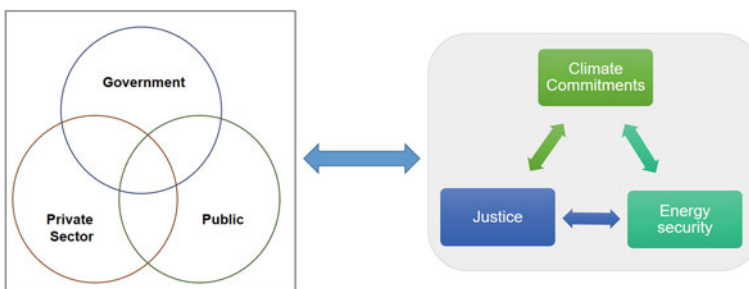 Government
Private
Sector
Public
Climate
Commitments
Justice
Energy
security